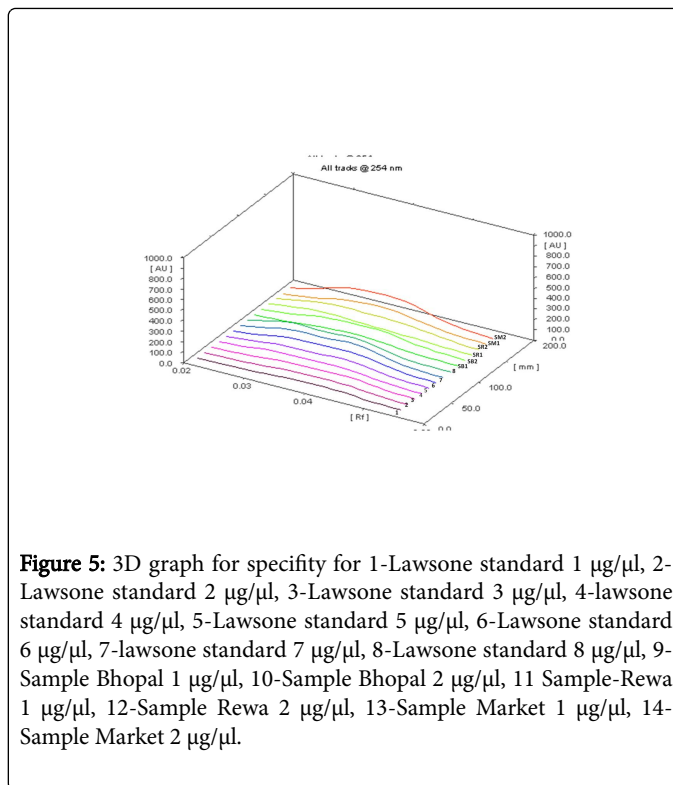 All tracks @ 254 nm
1000.0
[ AU ]
800.0
700.0
600.0
500.0
400.0
300.0
200.0
100.0
0.0
0.02
0.03
0.04
[ Rf ]
1000.0
[ AU ]
800.0
700.0
600.0
500.0
400.0
300.0
200.0
100.0
200.0
[ mm ]
100.0
50.0
0.0
SM2
SM1
SR2
SR1
SB2
SB1
8
7
6
5
4
3
2
1
Figure 5: 3D graph for specifity for 1-Lawsone standard 1 µg/µl, 2-
Lawsone standard 2 µg/µl, 3-Lawsone standard 3 µg/µl, 4-lawsone
standard 4 µg/µl, 5-Lawsone standard 5 µg/µl, 6-Lawsone standard
6 µg/µl, 7-lawsone standard 7 µg/µl, 8-Lawsone standard 8 µg/µl, 9-
Sample Bhopal 1 µg/µl, 10-Sample Bhopal 2 µg/µl, 11 Sample-Rewa
1 µg/µl, 12-Sample Rewa 2 µg/µl, 13-Sample Market 1 µg/µl, 14-
Sample Market 2 µg/µl.